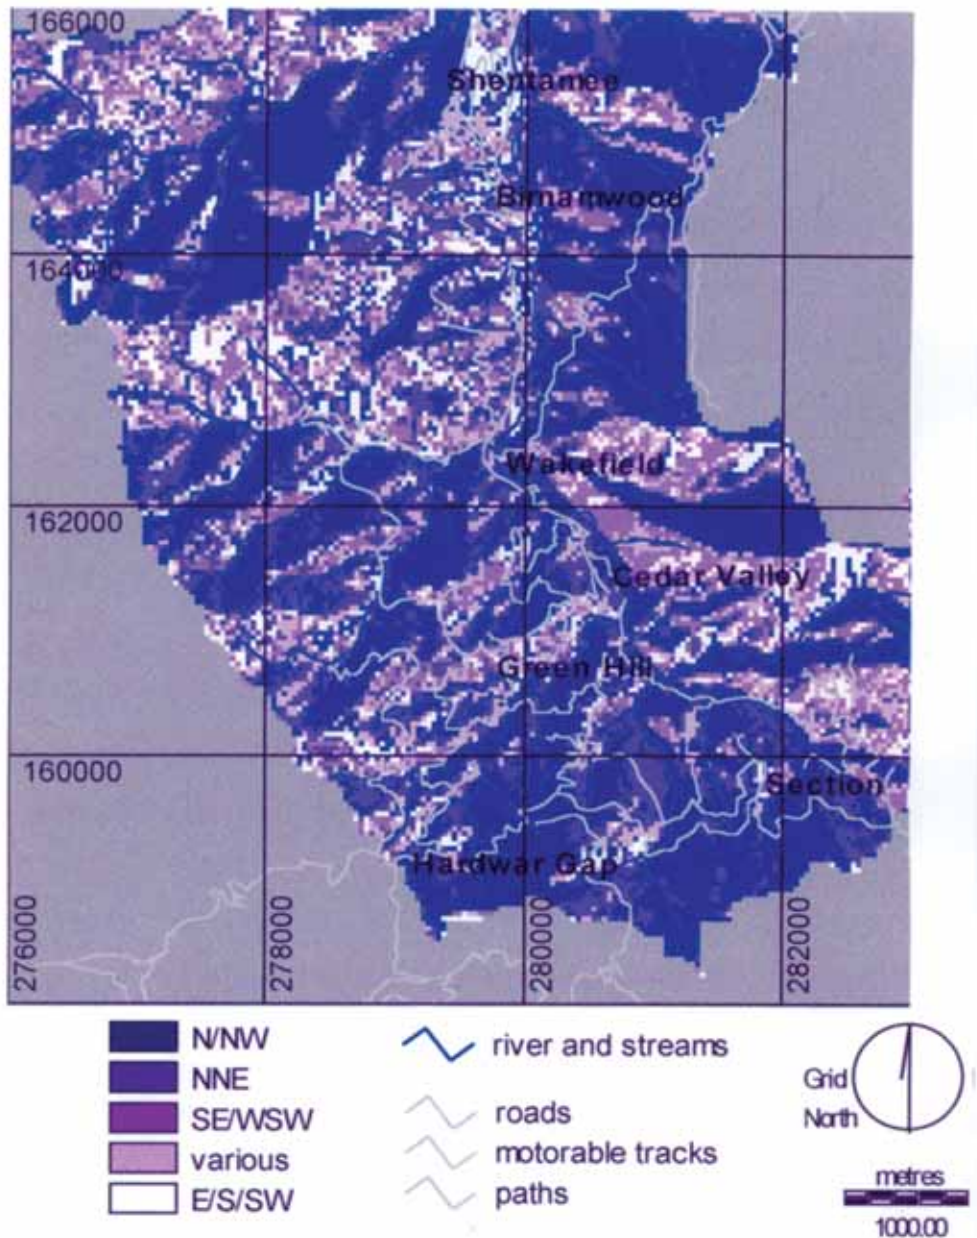 166000
Shentamee
Birnamwood
164000
Wakefield
162000
Cedar Valley
Green Hill
160000
Section
Hardwar Gap
276000
278000
280000
282000
N/NW
NNE
SE/WSW
various
E/S/SW
river and streams
roads
motorable tracks
paths
Grid
North
metres
1000.00